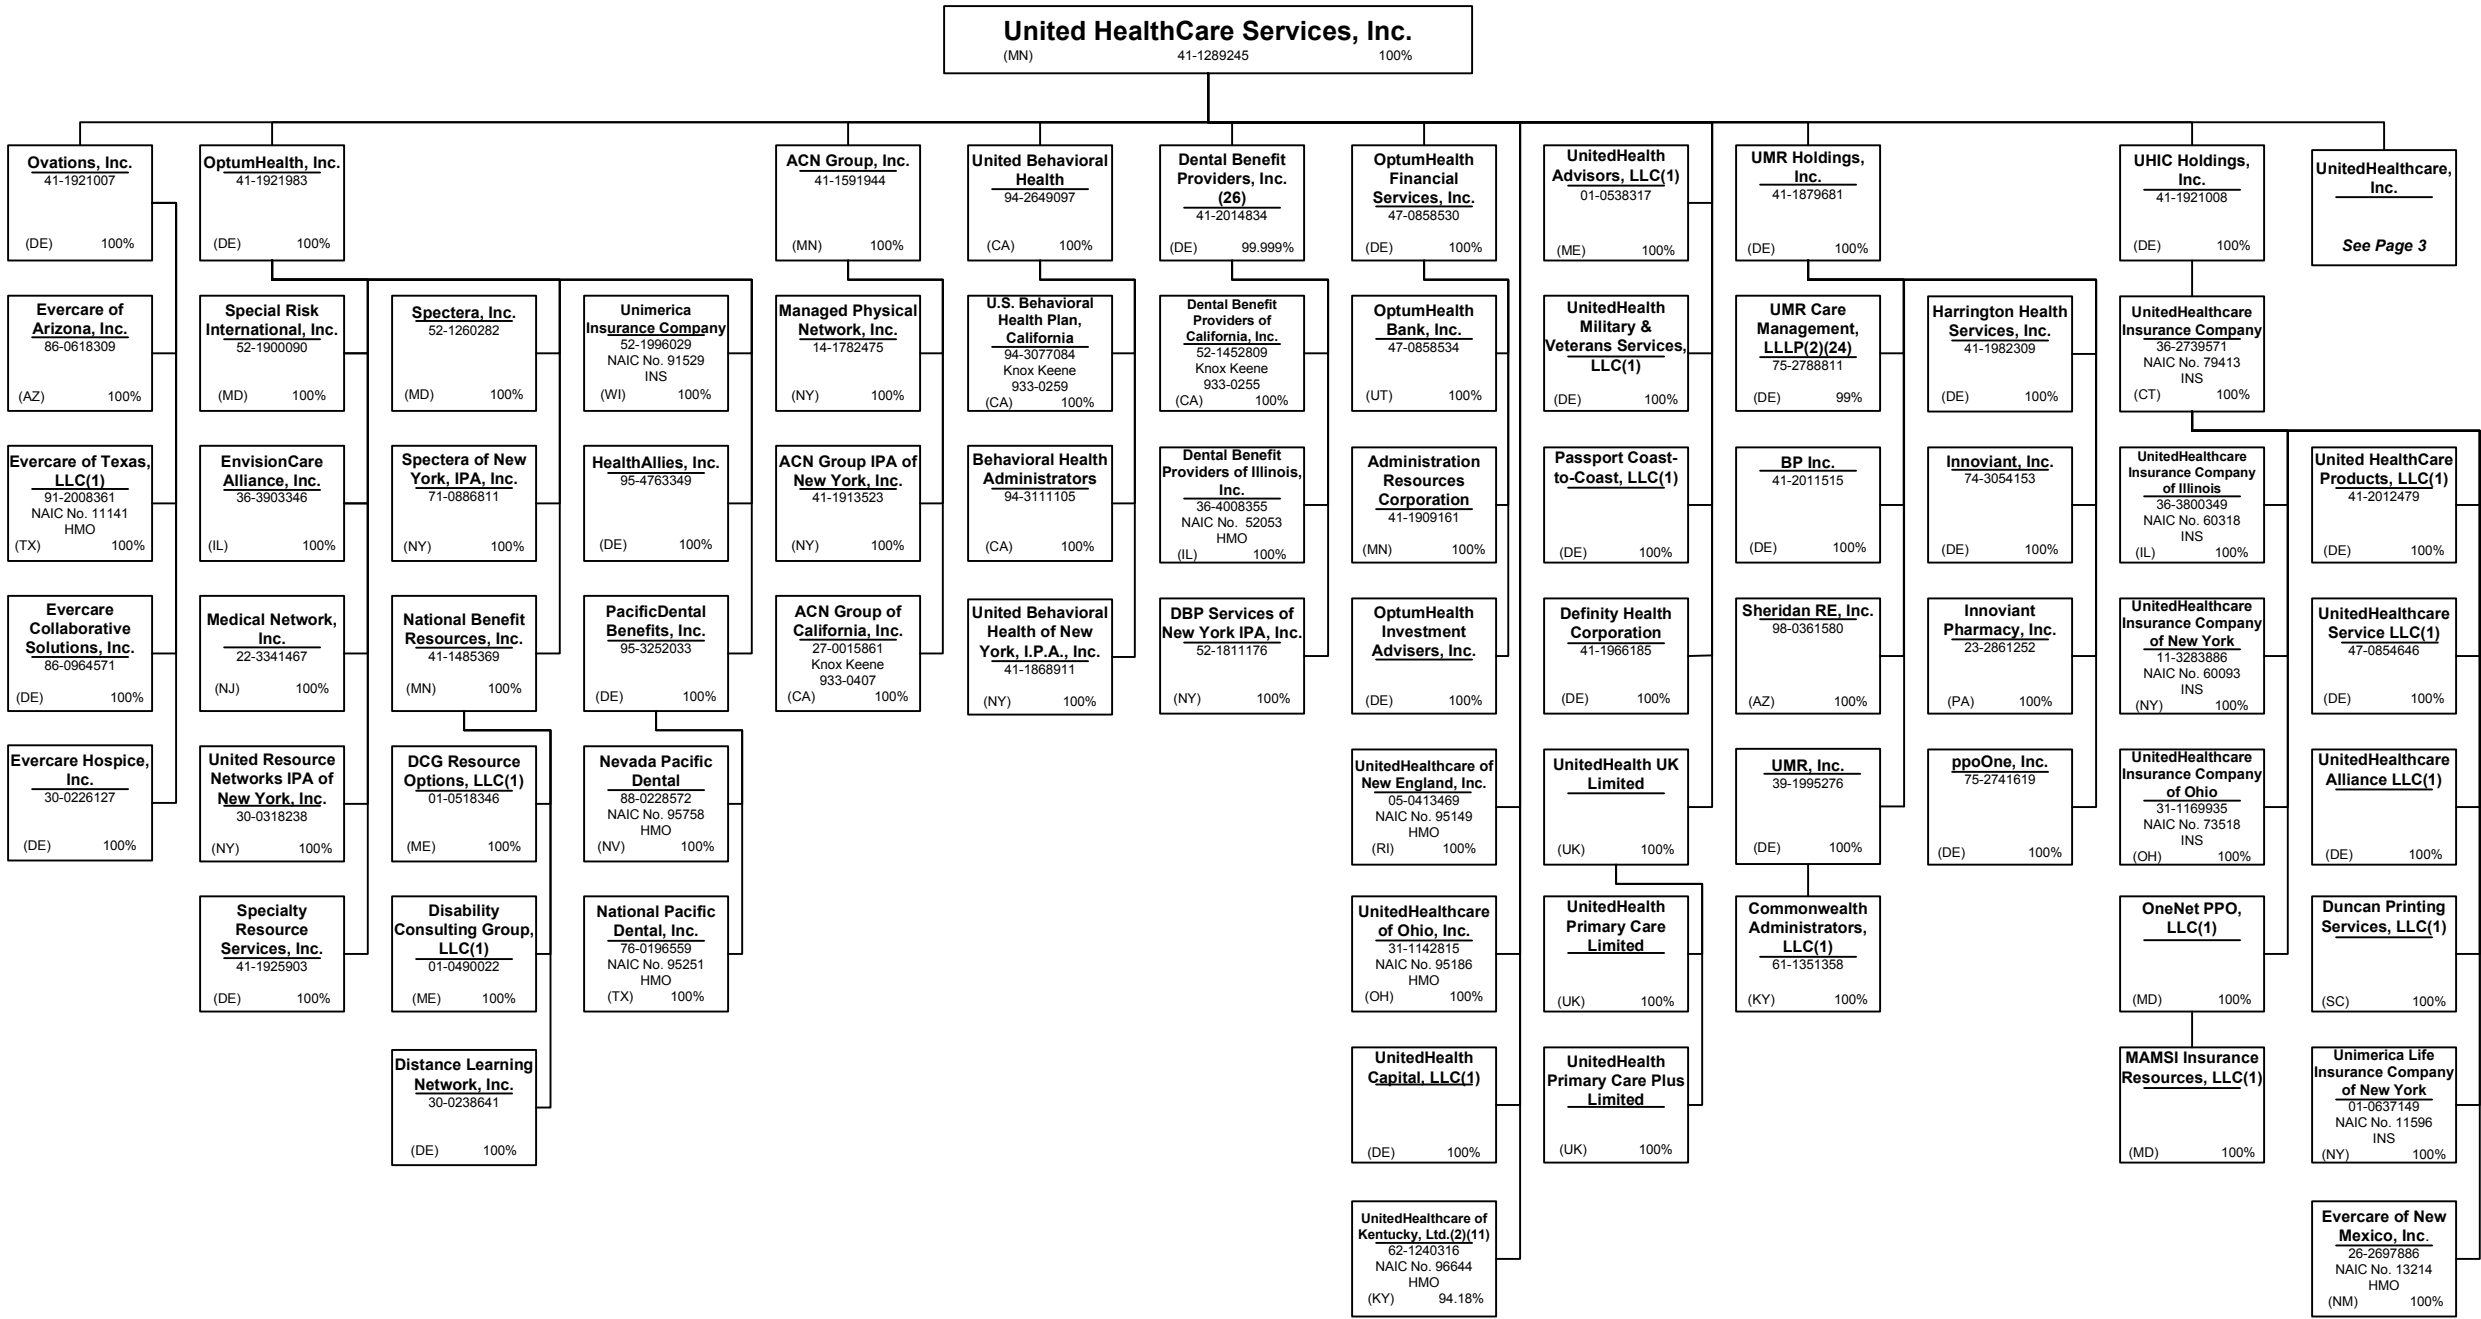 United HealthCare Services, Inc.
(MN) 41-1289245 100%
Ovations, Inc.
41-1921007
(DE) 100%
OptumHealth, Inc.
41-1921983
(DE) 100%
ACN Group, Inc.
41-1591944
(MN) 100%
United Behavioral
Health
94-2649097
(CA) 100%
Dental Benefit
Providers, Inc.
(26)
41-2014834
(DE) 99.999%
OptumHealth
Financial
Services, Inc.
47-0858530
(DE) 100%
UnitedHealth
Advisors, LLC(1)
01-0538317
(ME) 100%
UMR Holdings,
Inc.
41-1879681
(DE) 100%
UHIC Holdings,
Inc.
41-1921008
(DE) 100%
UnitedHealthcare,
Inc.
See Page 3
Evercare of
Arizona, Inc.
86-0618309
(AZ) 100%
Special Risk
International, Inc.
52-1900090
(MD) 100%
Spectera, Inc.
52-1260282
(MD) 100%
Unimerica
Insurance Company
52-1996029
NAIC No. 91529
INS
(WI) 100%
Managed Physical
Network, Inc.
14-1782475
(NY) 100%
U.S. Behavioral
Health Plan,
California
94-3077084
Knox Keene
933-0259
(CA) 100%
Dental Benefit
Providers of
California, Inc.
52-1452809
Knox Keene
933-0255
(CA) 100%
OptumHealth
Bank, Inc.
47-0858534
(UT) 100%
UnitedHealth
Military &
Veterans Services,
LLC(1)
(DE) 100%
UMR Care
Management,
LLLP(2)(24)
75-2788811
(DE) 99%
Harrington Health
Services, Inc.
41-1982309
(DE) 100%
UnitedHealthcare
Insurance Company
36-2739571
NAIC No. 79413
INS
(CT) 100%
Evercare of Texas,
LLC(1)
91-2008361
NAIC No. 11141
HMO
(TX) 100%
EnvisionCare
Alliance, Inc.
36-3903346
(IL) 100%
Spectera of New
York, IPA, Inc.
71-0886811
(NY) 100%
HealthAllies, Inc.
95-4763349
(DE) 100%
ACN Group IPA of
New York, Inc.
41-1913523
(NY) 100%
Behavioral Health
Administrators
94-3111105
(CA) 100%
Dental Benefit
Providers of Illinois,
Inc.
36-4008355
NAIC No. 52053
HMO
(IL) 100%
Administration
Resources
Corporation
41-1909161
(MN) 100%
Passport Coast-
to-Coast, LLC(1)
(DE) 100%
BP Inc.
41-2011515
(DE) 100%
Innoviant, Inc.
74-3054153
(DE) 100%
UnitedHealthcare
Insurance Company
of Illinois
36-3800349
NAIC No. 60318
INS
(IL) 100%
United HealthCare
Products, LLC(1)
41-2012479
(DE) 100%
Evercare
Collaborative
Solutions, Inc.
86-0964571
(DE) 100%
Medical Network,
Inc.
22-3341467
(NJ) 100%
National Benefit
Resources, Inc.
41-1485369
(MN) 100%
PacificDental
Benefits, Inc.
95-3252033
(DE) 100%
ACN Group of
California, Inc.
27-0015861
Knox Keene
933-0407
(CA) 100%
United Behavioral
Health of New
York, I.P.A., Inc.
41-1868911
(NY) 100%
DBP Services of
New York IPA, Inc.
52-1811176
(NY) 100%
OptumHealth
Investment
Advisers, Inc.
(DE) 100%
Definity Health
Corporation
41-1966185
(DE) 100%
Sheridan RE, Inc.
98-0361580
(AZ) 100%
Innoviant
Pharmacy, Inc.
23-2861252
(PA) 100%
UnitedHealthcare
Insurance Company
of New York
11-3283886
NAIC No. 60093
INS
(NY) 100%
UnitedHealthcare
Service LLC(1)
47-0854646
(DE) 100%
Evercare Hospice,
Inc.
30-0226127
(DE) 100%
United Resource
Networks IPA of
New York, Inc.
30-0318238
(NY) 100%
DCG Resource
Options, LLC(1)
01-0518346
(ME) 100%
Nevada Pacific
Dental
88-0228572
NAIC No. 95758
HMO
(NV) 100%
UnitedHealthcare of
New England, Inc.
05-0413469
NAIC No. 95149
HMO
(RI) 100%
UnitedHealth UK
Limited
(UK) 100%
UMR, Inc.
39-1995276
(DE) 100%
ppoOne, Inc.
75-2741619
(DE) 100%
UnitedHealthcare
Insurance Company
of Ohio
31-1169935
NAIC No. 73518
INS
(OH) 100%
UnitedHealthcare
Alliance LLC(1)
(DE) 100%
Specialty
Resource
Services, Inc.
41-1925903
(DE) 100%
Disability
Consulting Group,
LLC(1)
01-0490022
(ME) 100%
National Pacific
Dental, Inc.
76-0196559
NAIC No. 95251
HMO
(TX) 100%
UnitedHealthcare
of Ohio, Inc.
31-1142815
NAIC No. 95186
HMO
(OH) 100%
UnitedHealth
Primary Care
Limited
(UK) 100%
Commonwealth
Administrators,
LLC(1)
61-1351358
(KY) 100%
OneNet PPO,
LLC(1)
(MD) 100%
Duncan Printing
Services, LLC(1)
(SC) 100%
Distance Learning
Network, Inc.
30-0238641
(DE) 100%
UnitedHealth
Capital, LLC(1)
(DE) 100%
UnitedHealth
Primary Care Plus
Limited
(UK) 100%
MAMSI Insurance
Resources, LLC(1)
(MD) 100%
Unimerica Life
Insurance Company
of New York
01-0637149
NAIC No. 11596
INS
(NY) 100%
UnitedHealthcare of
Kentucky, Ltd.(2)(11)
62-1240316
NAIC No. 96644
HMO
(KY) 94.18%
Evercare of New
Mexico, Inc.
26-2697886
NAIC No. 13214
HMO
(NM) 100%